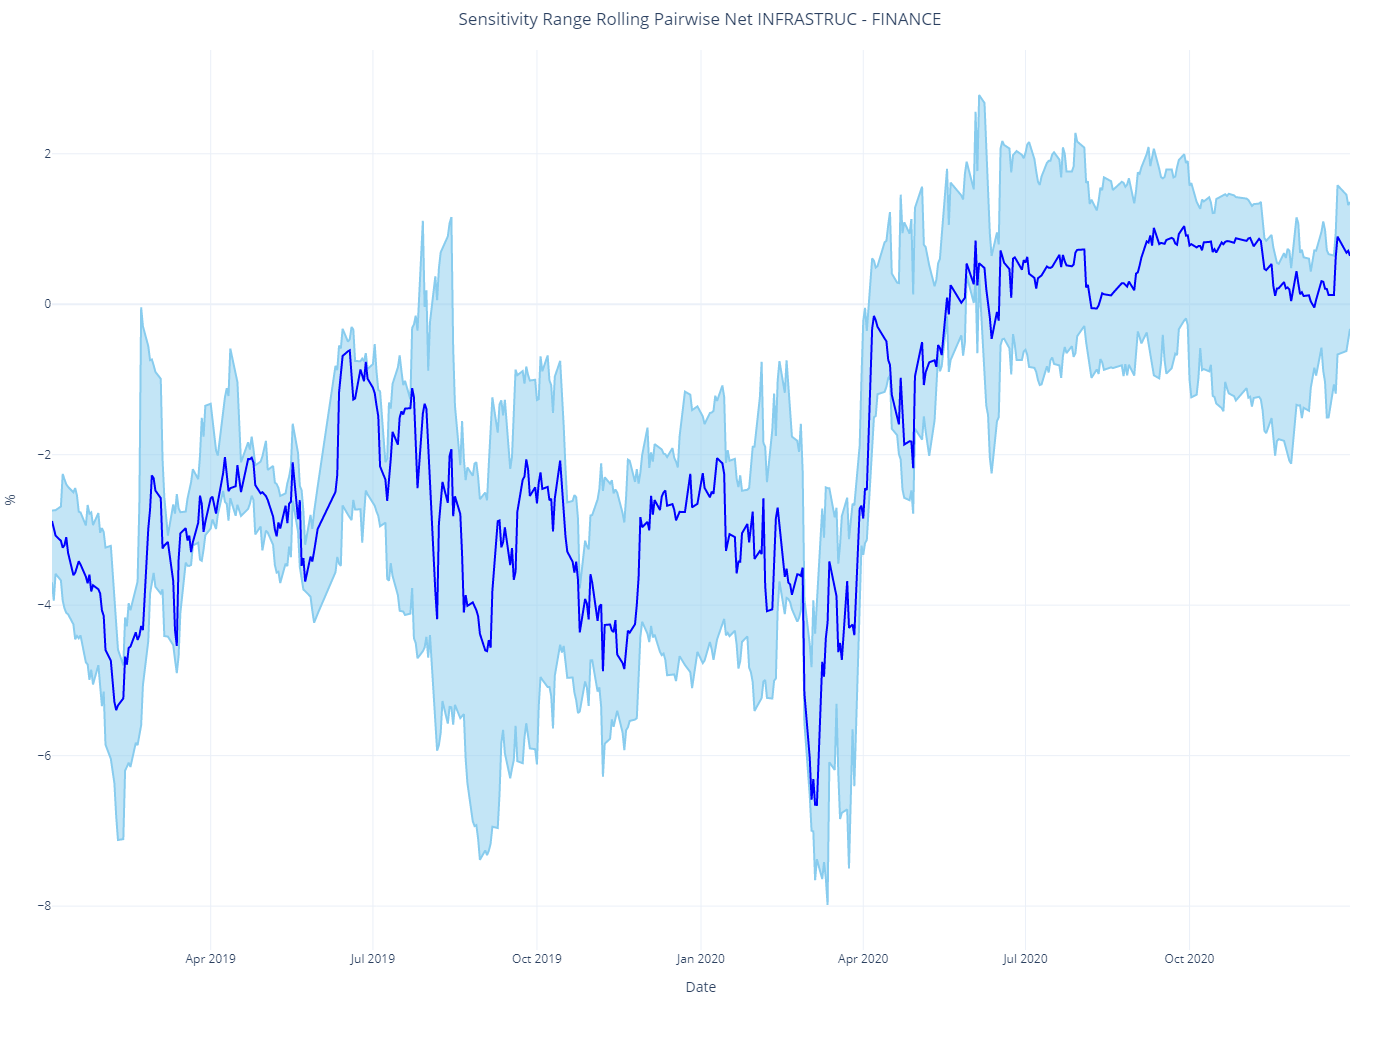 Sensitivity Range Rolling Pairwise Net INFRASTRUC - FINANCE
2
0
−2
−4
−6
−8
%
Apr 2019
Jul 2019
Oct 2019
Jan 2020
Apr 2020
Jul 2020
Oct 2020
Date